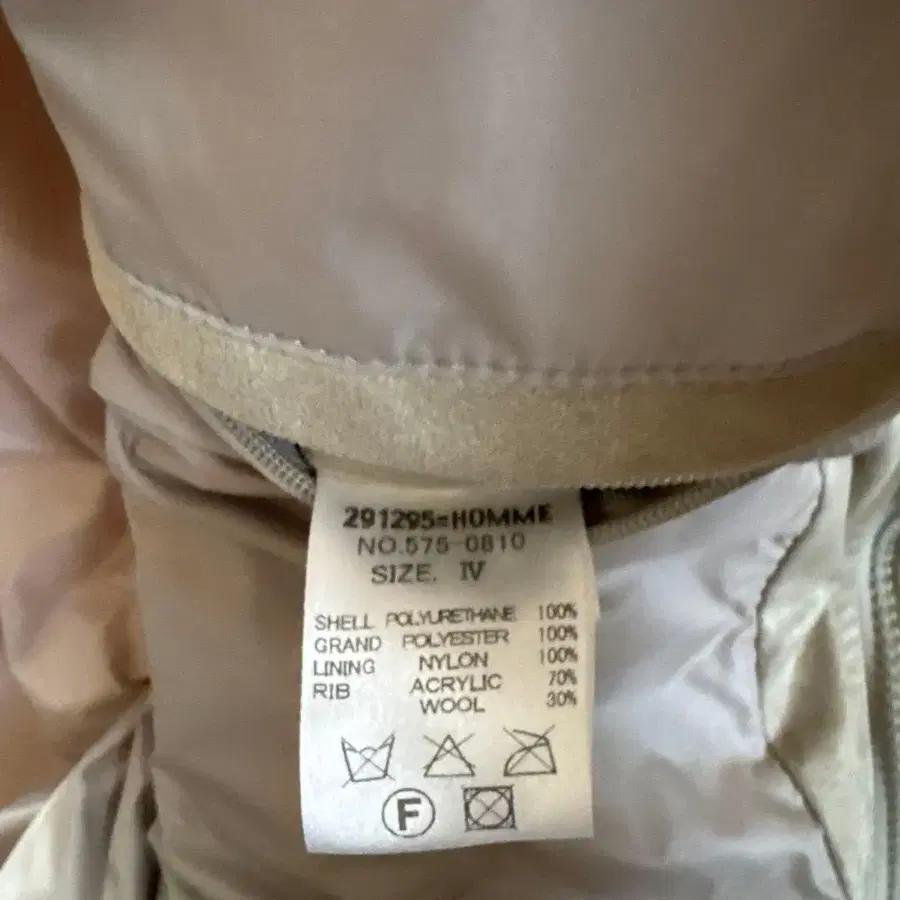 291295=HOMME
NO.575-0810
SIZE. IV
SHELL POLYURETHANE 100%
GRAND POLYESTER 100%
LINING NYLON 100%
RIB ACRYLIC 70%
WOOL 30%
F